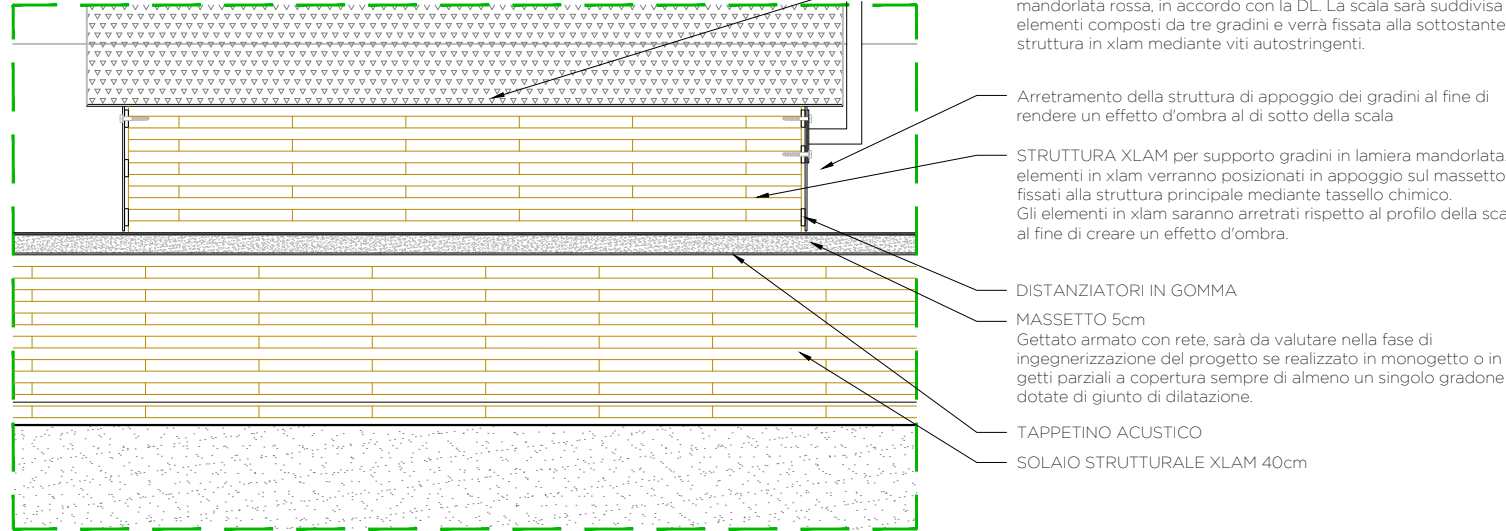 mandorlata rossa, in accordo con la DL. La scala sarà suddivisa
elementi composti da tre gradini e verrà fissata alla sottostante
struttura in xlam mediante viti autostringenti.
Arretramento della struttura di appoggio dei gradini al fine di
rendere un effetto d'ombra al di sotto della scala
STRUTTURA XLAM per supporto gradini in lamiera mandorlata.
elementi in xlam verranno posizionati in appoggio sul massetto
fissati alla struttura principale mediante tassello chimico.
Gli elementi in xlam saranno arretrati rispetto al profilo della
al fine di creare un effetto d'ombra.
DISTANZIATORI IN GOMMA
MASSETTO 5cm
Gettato armato con rete, sarà da valutare nella fase di
ingegnerizzazione del progetto se realizzato in monogetto o in
getti parziali a copertura sempre di almeno un singolo gradone
dotate di giunto di dilatazione.
TAPPETINO ACUSTICO
SOLAIO STRUTTURALE XLAM 40cm